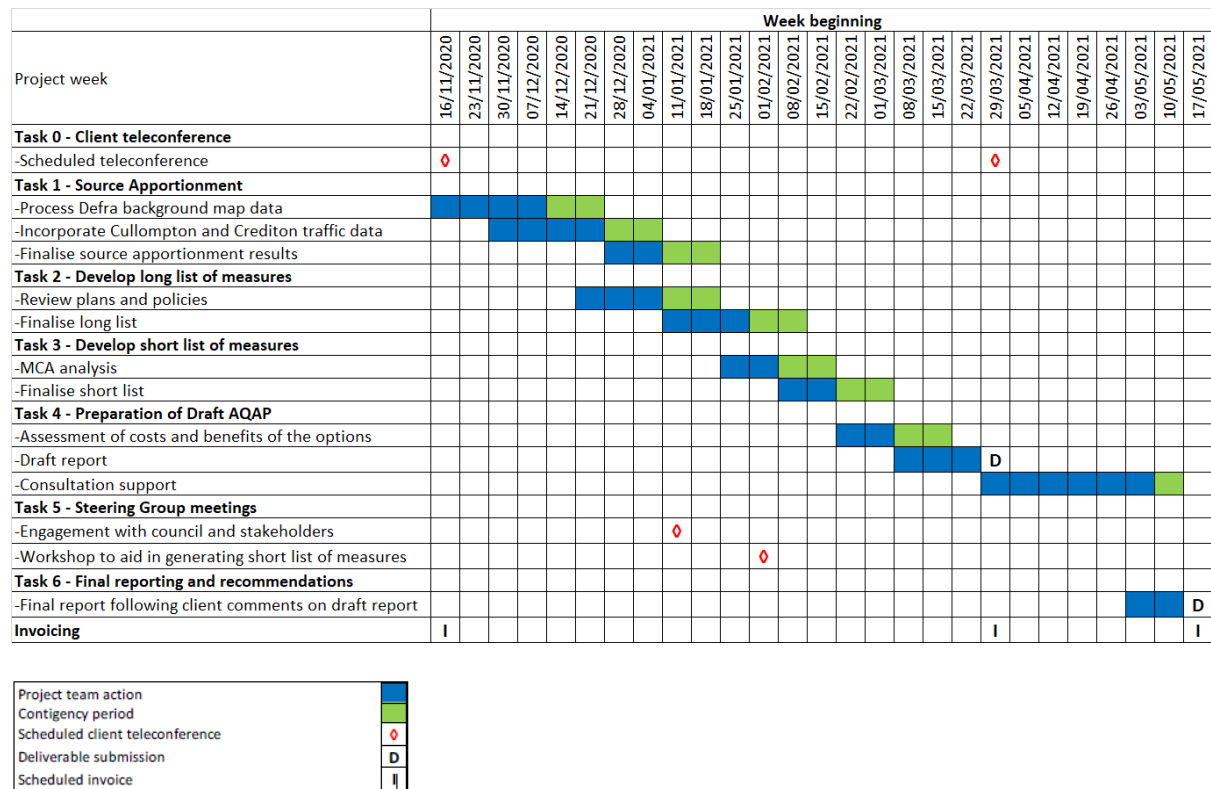 Week beginning
Project week
16/11/2020
23/11/2020
30/11/2020
07/12/2020
14/12/2020
21/12/2020
28/12/2020
04/01/2021
11/01/2021
18/01/2021
25/01/2021
01/02/2021
08/02/2021
15/02/2021
22/02/2021
01/03/2021
08/03/2021
15/03/2021
22/03/2021
29/03/2021
05/04/2021
12/04/2021
19/04/2021
26/04/2021
03/05/2021
10/05/2021
17/05/2021
Task 0 - Client teleconference
-Scheduled teleconference ◊ ◊
Task 1 - Source Apportionment
-Process Defra background map data
-Incorporate Cullompton and Crediton traffic data
-Finalise source apportionment results
Task 2 - Develop long list of measures
-Review plans and policies
-Finalise long list
Task 3 - Develop short list of measures
-MCA analysis
-Finalise short list
Task 4 - Preparation of Draft AQAP
-Assessment of costs and benefits of the options
-Draft report D
-Consultation support
Task 5 - Steering Group meetings
-Engagement with council and stakeholders ◊
-Workshop to aid in generating short list of measures ◊
Task 6 - Final reporting and recommendations
-Final report following client comments on draft report D
Invoicing I I I
Project team action
Contigency period
Scheduled client teleconference ◊
Deliverable submission D
Scheduled invoice I